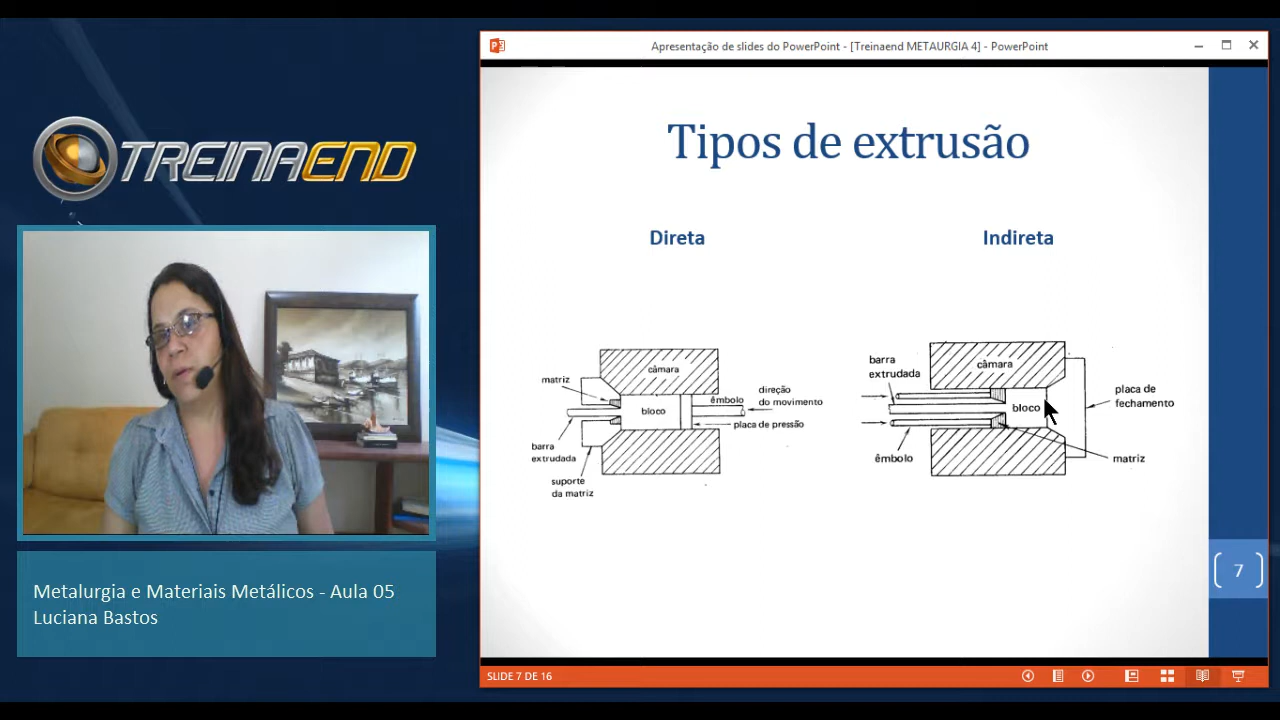 TREINAEND
Metalurgia e Materiais Metálicos - Aula 05
Luciana Bastos
Apresentação de slides do PowerPoint - [Treinaend METAURGIA 4] - PowerPoint
Tipos de extrusão
Direta
matriz
câmara
bloco
êmbolo
direção
do movimento
placa de pressão
barra
extrudada
suporte
da matriz
Indireta
barra
extrudada
câmara
bloco
placa de
fechamento
êmbolo
matriz
7
SLIDE 7 DE 16